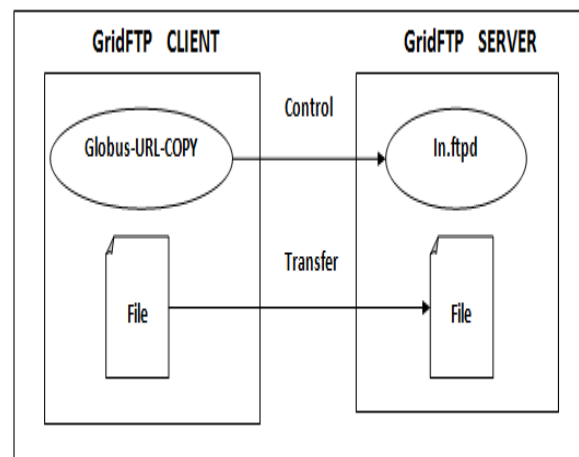 GridFTP CLIENT
GridFTP SERVER
Control
Globus-URL-COPY
In.ftpd
Transfer
File
File